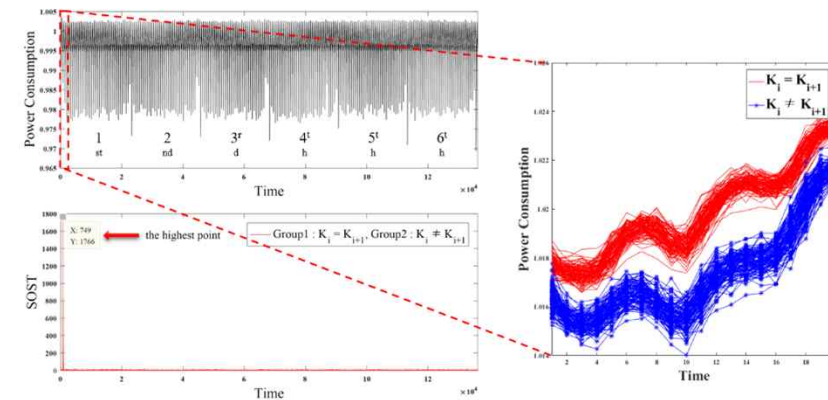 1.005
1
0.995
0.99
0.985
0.98
0.975
0.97
0.965
Power Consumption
1 2 3r 4t 5t 6t
st nd d h h h
0 2 4 6 8 10 12
×10⁴
Time
1800
1600
1400
1200
1000
800
600
400
200
0
SOST
X: 749
Y: 1766
the highest point
Group1 : Ki = Ki+1, Group2 : Ki ≠ Ki+1
0 2 4 6 8 10 12
×10⁴
Time
1.024
1.022
1.02
1.018
1.016
Power Consumption
Ki = Ki+1
Ki ≠ Ki+1
2 4 6 8 10 12 14 16 18
Time